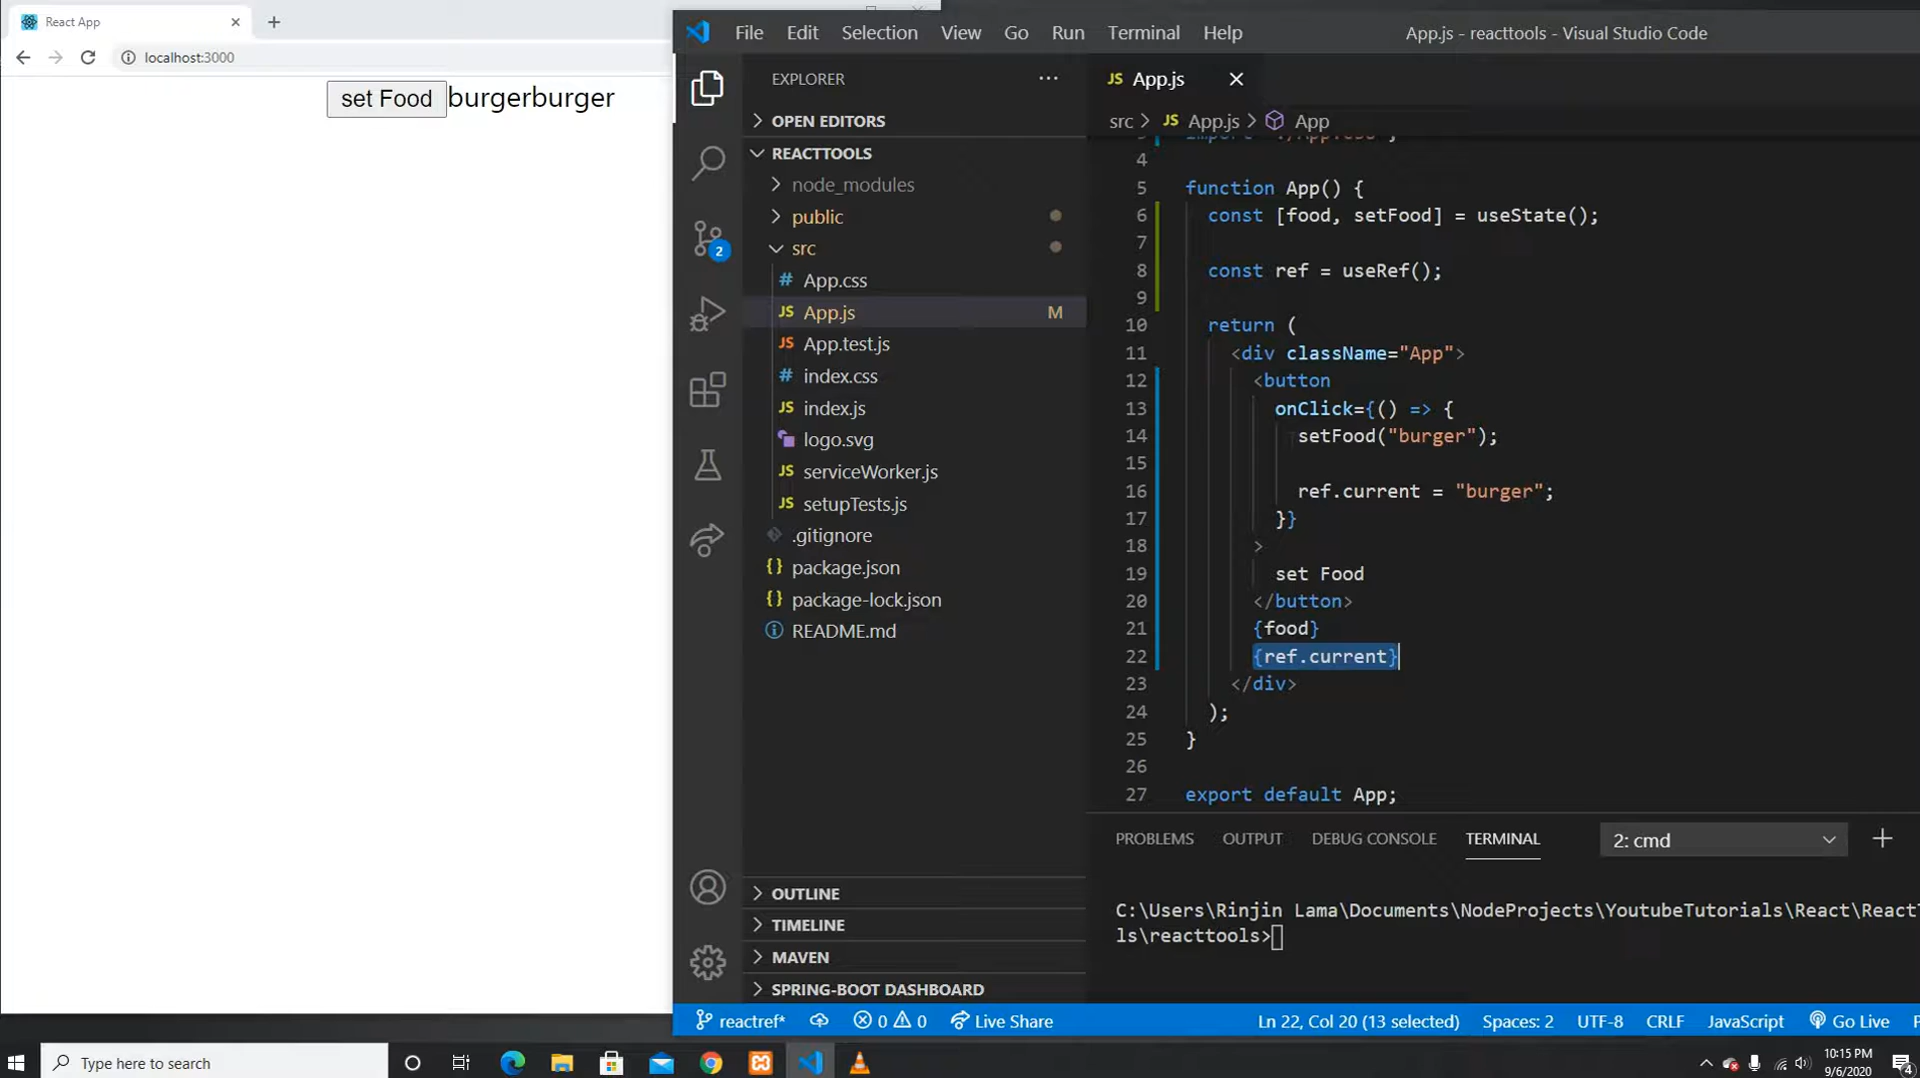 React App
localhost:3000
set Food burgerburger
File Edit Selection View Go Run Terminal Help
App.js - reacttools - Visual Studio Code
EXPLORER
OPEN EDITORS
REACTTOOLS
node_modules
public
src
# App.css
JS App.js M
JS App.test.js
# index.css
JS index.js
logo.svg
JS serviceWorker.js
JS setupTests.js
.gitignore
{} package.json
{} package-lock.json
README.md
OUTLINE
TIMELINE
MAVEN
SPRING-BOOT DASHBOARD
2
JS App.js
src > JS App.js > App
4
5 function App() {
6 const [food, setFood] = useState();
7
8 const ref = useRef();
9
10 return (
11 <div className="App">
12 <button
13 onClick={() => {
14 setFood("burger");
15
16 ref.current = "burger";
17 }}
18 >
19 set Food
20 </button>
21 {food}
22 {ref.current}
23 </div>
24 );
25 }
26
27 export default App;
PROBLEMS OUTPUT DEBUG CONSOLE TERMINAL 2: cmd
C:\Users\Rinjin Lama\Documents\NodeProjects\YoutubeTutorials\React\React
ls\reacttools>
reactref* 0 0 Live Share Ln 22, Col 20 (13 selected) Spaces: 2 UTF-8 CRLF JavaScript Go Live
Type here to search
10:15 PM
9/6/2020
4